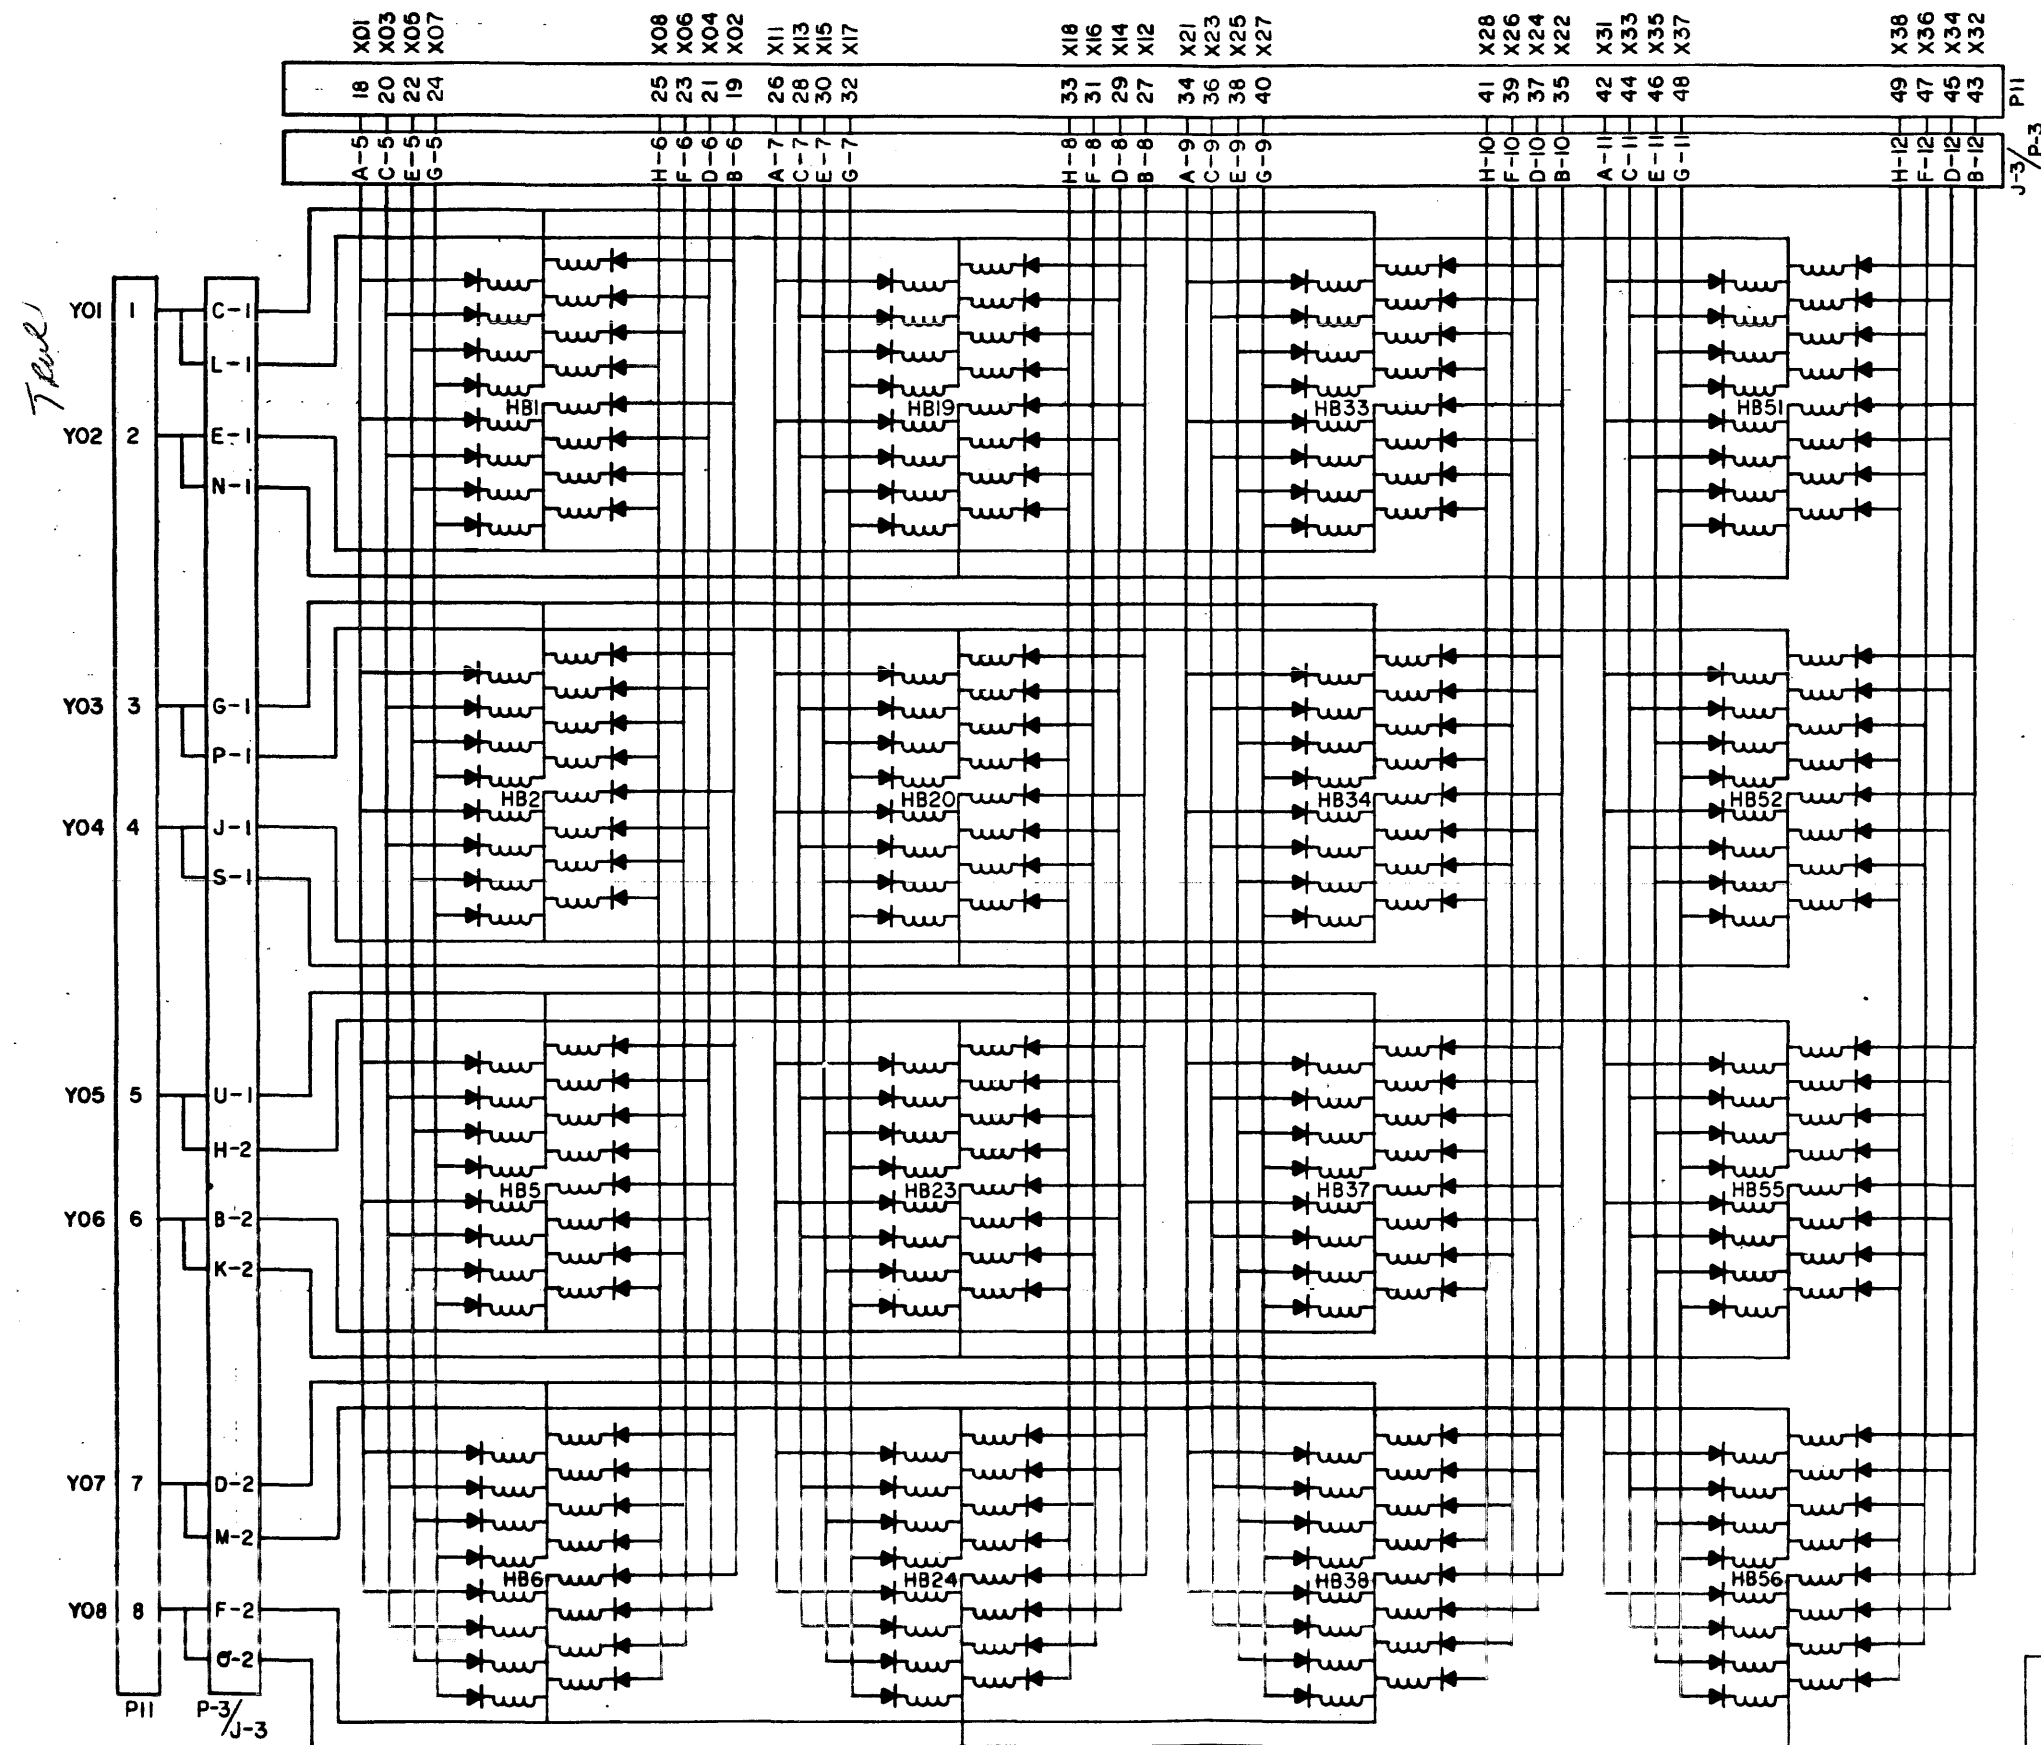 X01 X03 X05 X07 X08 X06 X04 X02 X11 X13 X15 X17 X18 X16 X14 X12 X21 X23 X25 X27 X28 X26 X24 X22 X31 X33 X35 X37 X38 X36 X34 X32
18 20 22 24 25 23 21 19 26 28 30 32 33 31 29 27 34 36 38 40 41 39 37 35 42 44 46 48 49 47 45 43 P11
A-5 C-5 E-5 G-5 H-6 F-6 D-6 B-6 A-7 C-7 E-7 G-7 H-8 F-8 D-8 B-8 A-9 C-9 E-9 G-9 H-10 F-10 D-10 B-10 A-11 C-11 E-11 G-11 H-12 F-12 D-12 B-12 J-3/P-3
Y01 1 C-1
L-1
HB1 HB19 HB33 HB51
Y02 2 E-1
N-1
Y03 3 G-1
P-1
HB2 HB20 HB34 HB52
Y04 4 J-1
S-1
Y05 5 U-1
H-2
HB5 HB23 HB37 HB55
Y06 6 B-2
K-2
Y07 7 D-2
M-2
HB6 HB24 HB38 HB56
Y08 8 F-2
O-2
P11 P-3/J-3